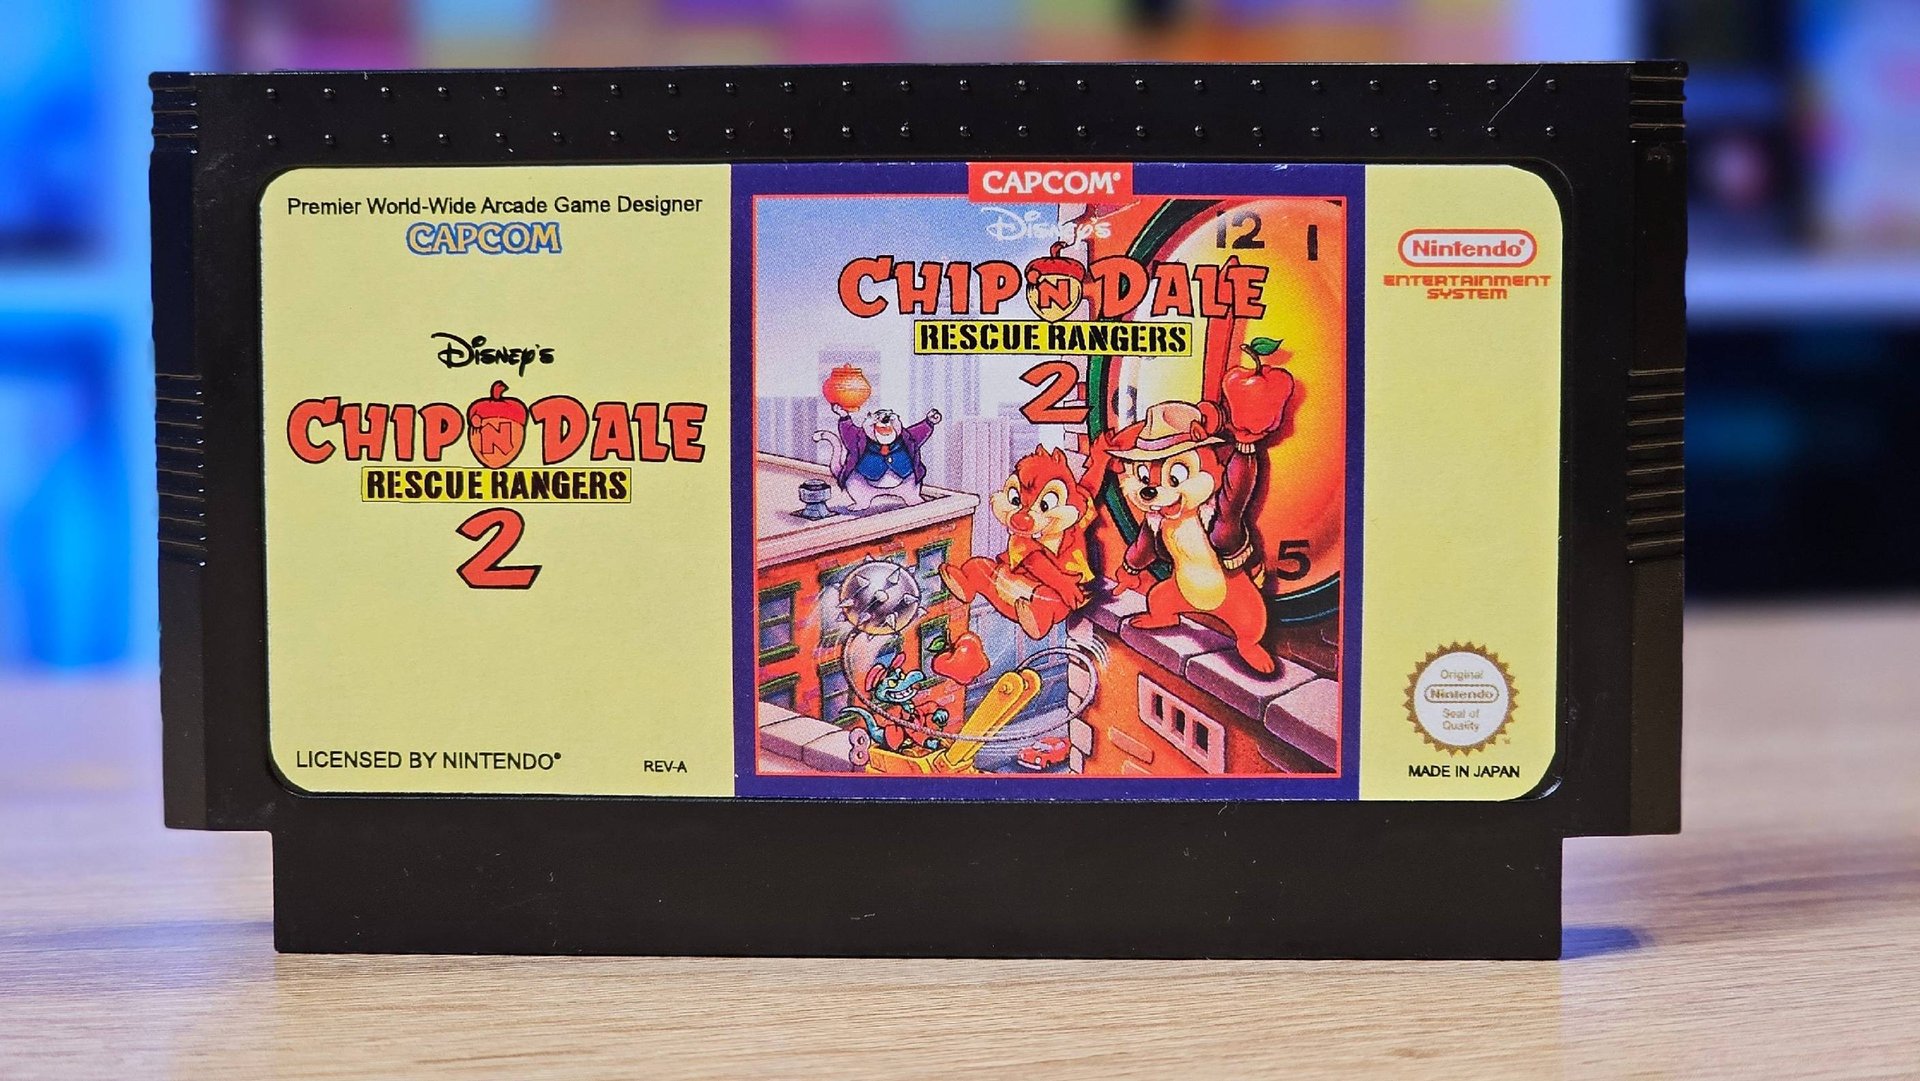 Premier World-Wide Arcade Game Designer
CAPCOM
Disney's
CHIP 'N DALE
RESCUE RANGERS
2
LICENSED BY NINTENDO®
REV-A
CAPCOM®
Disney's
CHIP 'N DALE
RESCUE RANGERS
2
12
1
5
8
Nintendo®
ENTERTAINMENT
SYSTEM
Original
Nintendo
Seal of
Quality
MADE IN JAPAN